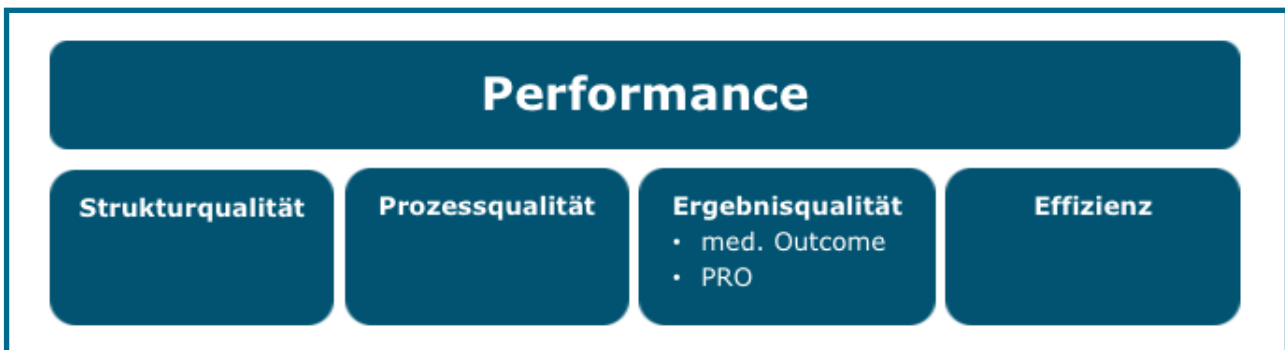 Performance
Strukturqualität
Prozessqualität
Ergebnisqualität
• med. Outcome
• PRO
Effizienz